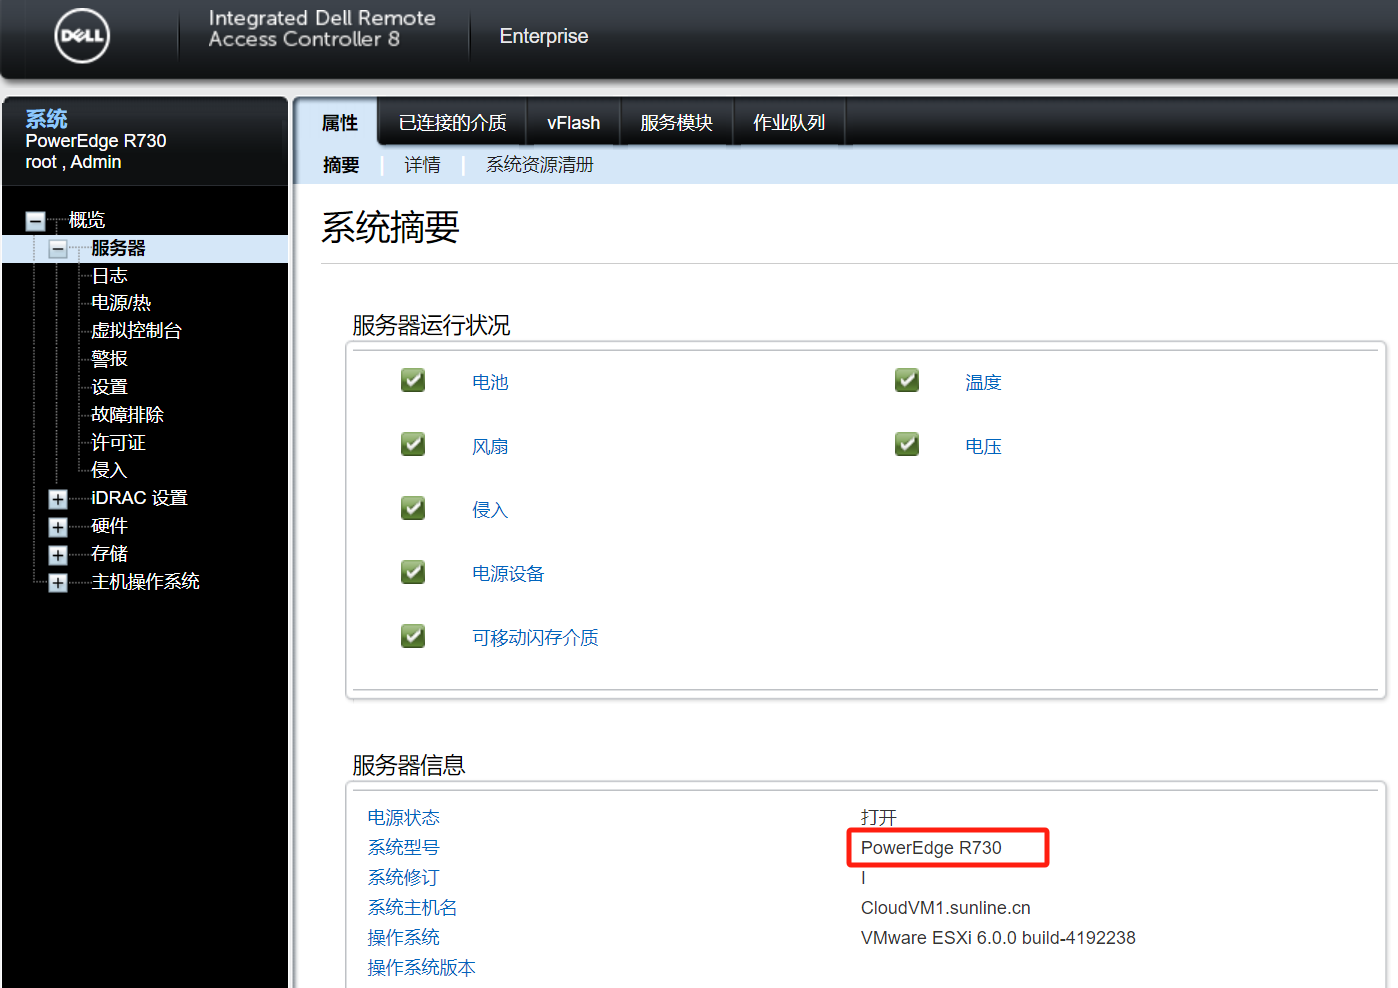 DELL
Integrated Dell Remote
Access Controller 8
Enterprise
系统
PowerEdge R730
root , Admin
概览
服务器
日志
电源/热
虚拟控制台
警报
设置
故障排除
许可证
侵入
iDRAC 设置
硬件
存储
主机操作系统
属性 已连接的介质 vFlash 服务模块 作业队列
摘要 详情 系统资源清册
系统摘要
服务器运行状况
电池 温度
风扇 电压
侵入
电源设备
可移动闪存介质
服务器信息
电源状态 打开
系统型号 PowerEdge R730
系统修订 I
系统主机名 CloudVM1.sunline.cn
操作系统 VMware ESXi 6.0.0 build-4192238
操作系统版本